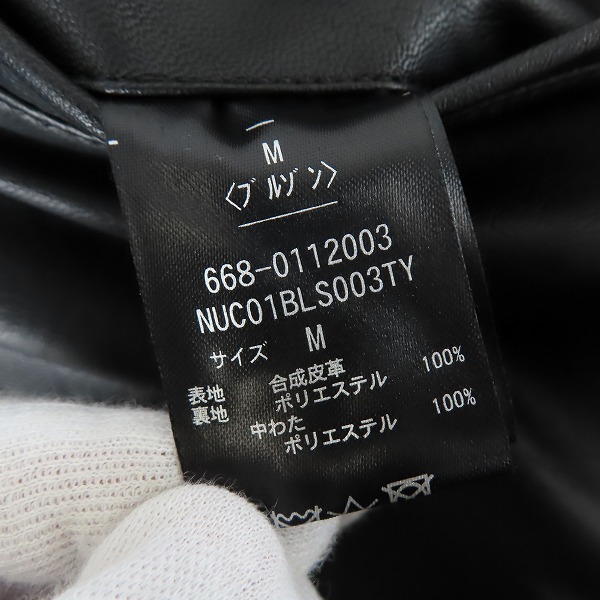 M
〈ブルゾン〉
668-0112003
NUC01BLS003TY
サイズ M
表地 合成皮革
裏地 ポリエステル 100%
中わた
ポリエステル 100%